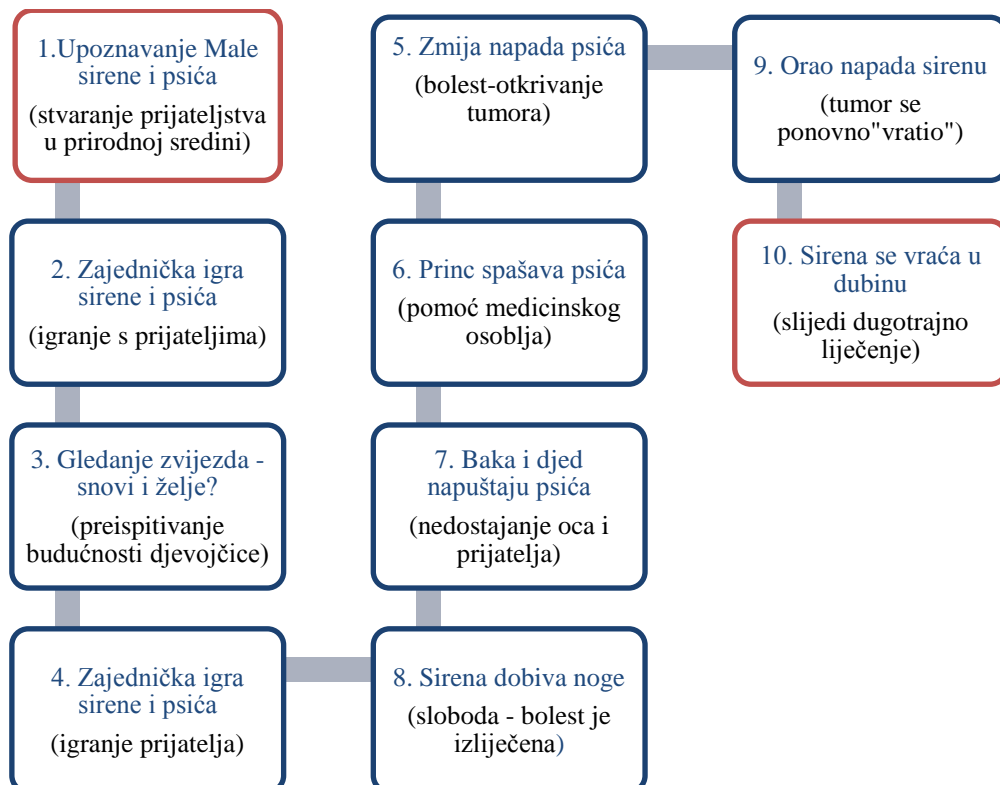 1.Upoznavanje Male
sirene i psića
(stvaranje prijateljstva
u prirodnoj sredini)
2. Zajednička igra
sirene i psića
(igranje s prijateljima)
3. Gledanje zvijezda -
snovi i želje?
(preispitivanje
budućnosti djevojčice)
4. Zajednička igra
sirene i psića
(igranje prijatelja)
5. Zmija napada psića
(bolest-otkrivanje
tumora)
6. Princ spašava psića
(pomoć medicinskog
osoblja)
7. Baka i djed
napuštaju psića
(nedostajanje oca i
prijatelja)
8. Sirena dobiva noge
(sloboda - bolest je
izliječena)
9. Orao napada sirenu
(tumor se
ponovno"vratio")
10. Sirena se vraća u
dubinu
(slijedi dugotrajno
liječenje)